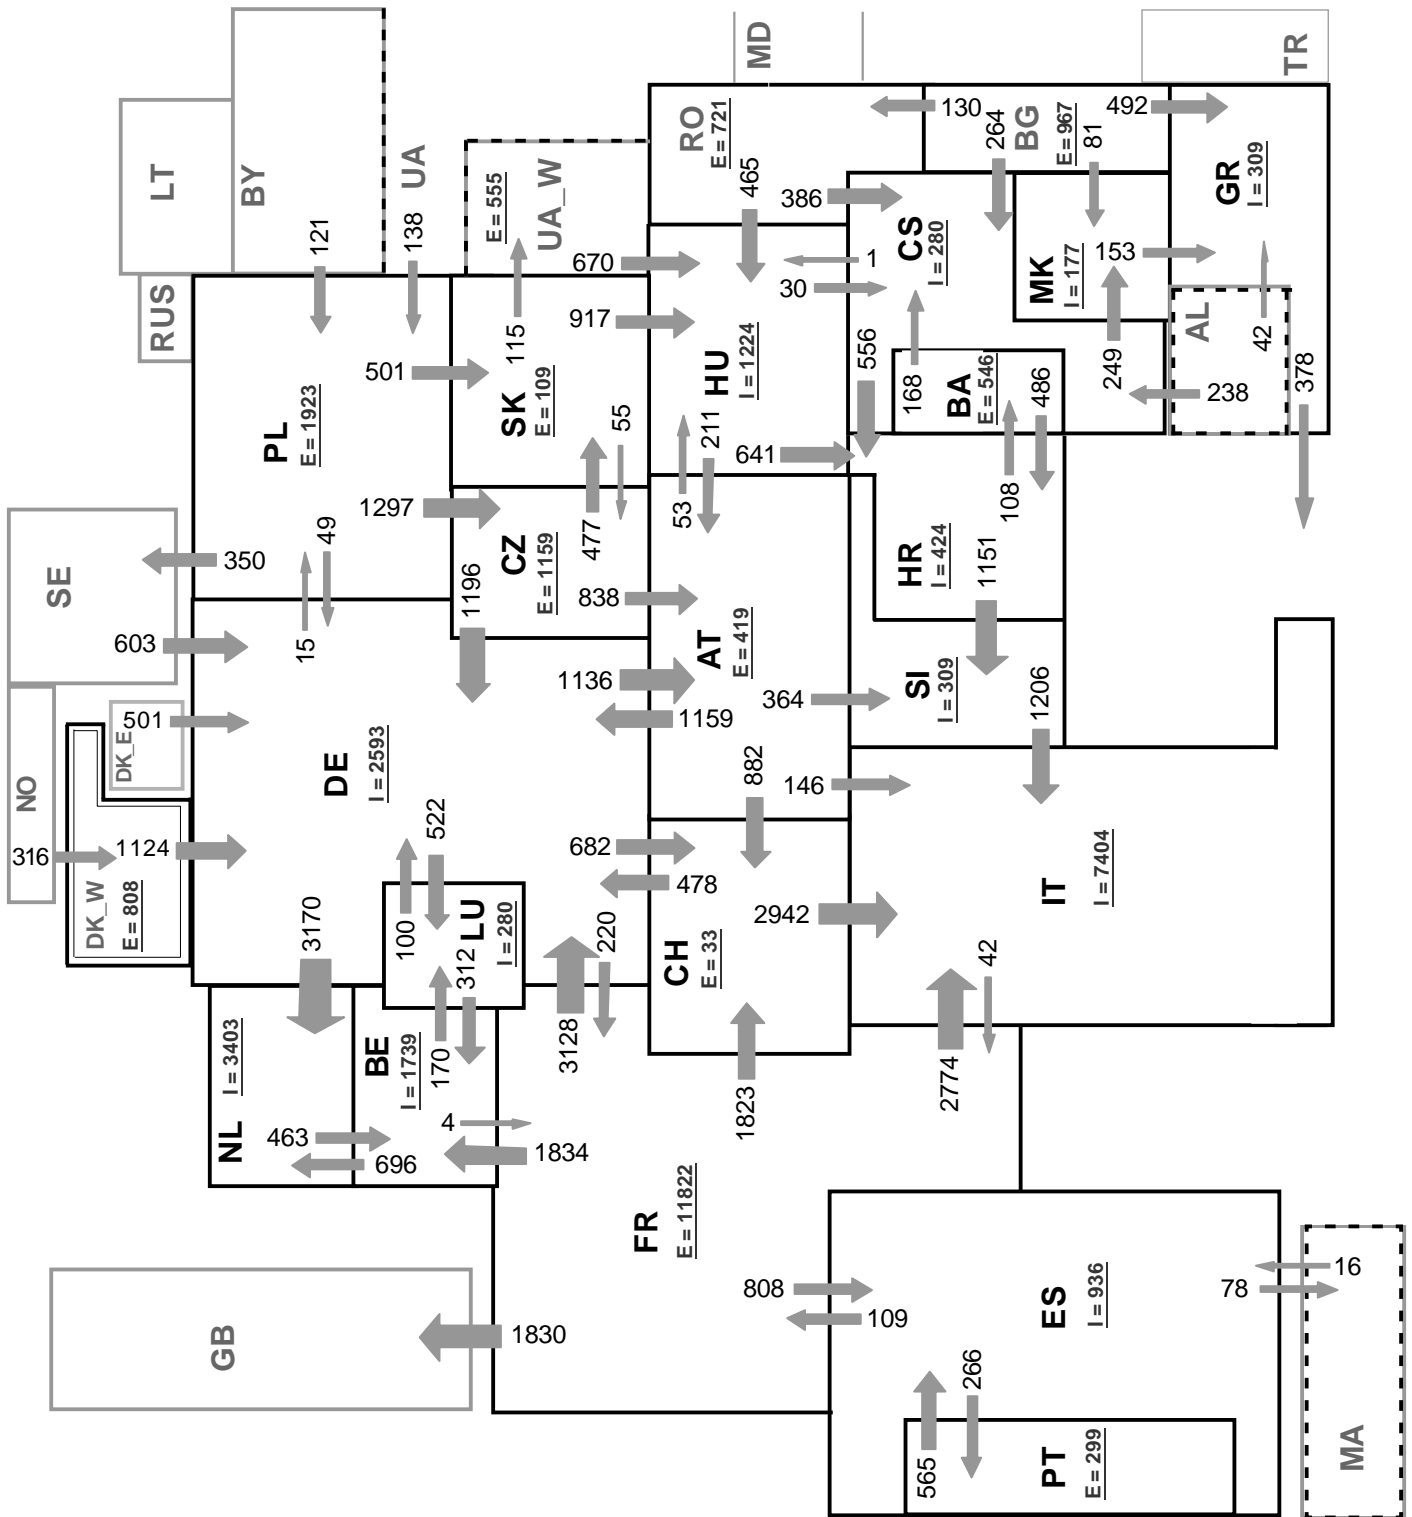 MD
TR
LT
BY
UA
RUS
UA_W
E = 555
RO
E = 721
BG
E = 967
130
264
81
492
GR
I = 309
465
386
CS
I = 280
MK
I = 177
153
AL
42
378
238
249
121
138
670
1
30
917
115
501
556
168
BA
E = 546
486
108
HU
I = 1224
PL
E = 1923
SK
E = 109
55
211
641
53
477
1297
CZ
E = 1159
SE
350
49
15
603
1196
838
HR
I = 424
1151
AT
E = 419
SI
I = 309
1206
364
1136
1159
NO
501
DK_E
DE
I = 2593
882
146
316
1124
DK_W
E = 808
522
100
682
478
LU
I = 280
3170
312
170
220
3128
CH
E = 33
2942
IT
I = 7404
42
2774
NL
I = 3403
BE
I = 1739
463
696
4
1834
1823
FR
E = 11822
GB
1830
808
109
ES
I = 936
16
78
MA
565
266
PT
E = 299